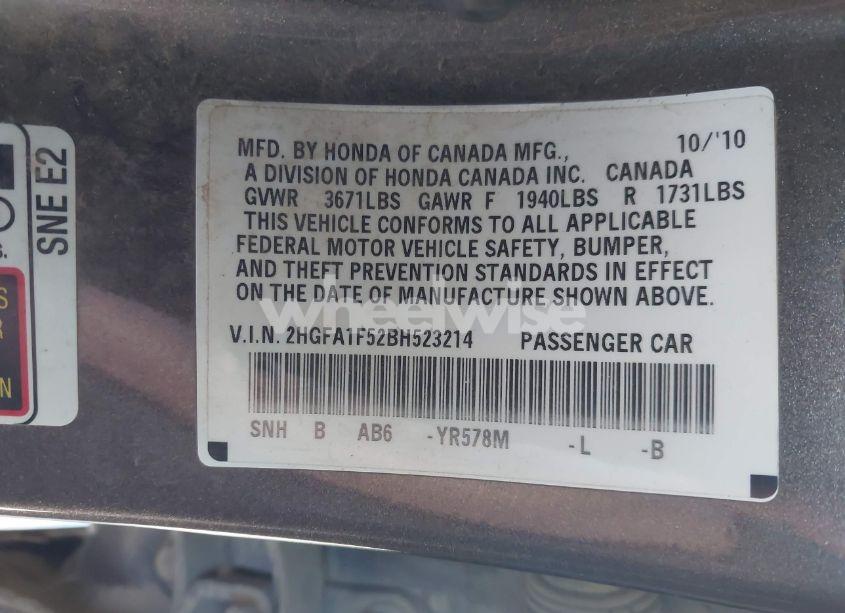 SNE E2
S.
S
R
N
MFD. BY HONDA OF CANADA MFG., 10/'10
A DIVISION OF HONDA CANADA INC. CANADA
GVWR 3671LBS GAWR F 1940LBS R 1731LBS
THIS VEHICLE CONFORMS TO ALL APPLICABLE
FEDERAL MOTOR VEHICLE SAFETY, BUMPER,
AND THEFT PREVENTION STANDARDS IN EFFECT
ON THE DATE OF MANUFACTURE SHOWN ABOVE.
wheelwise
V.I.N. 2HGFA1F52BH523214 PASSENGER CAR
SNH B AB6 -YR578M -L -B